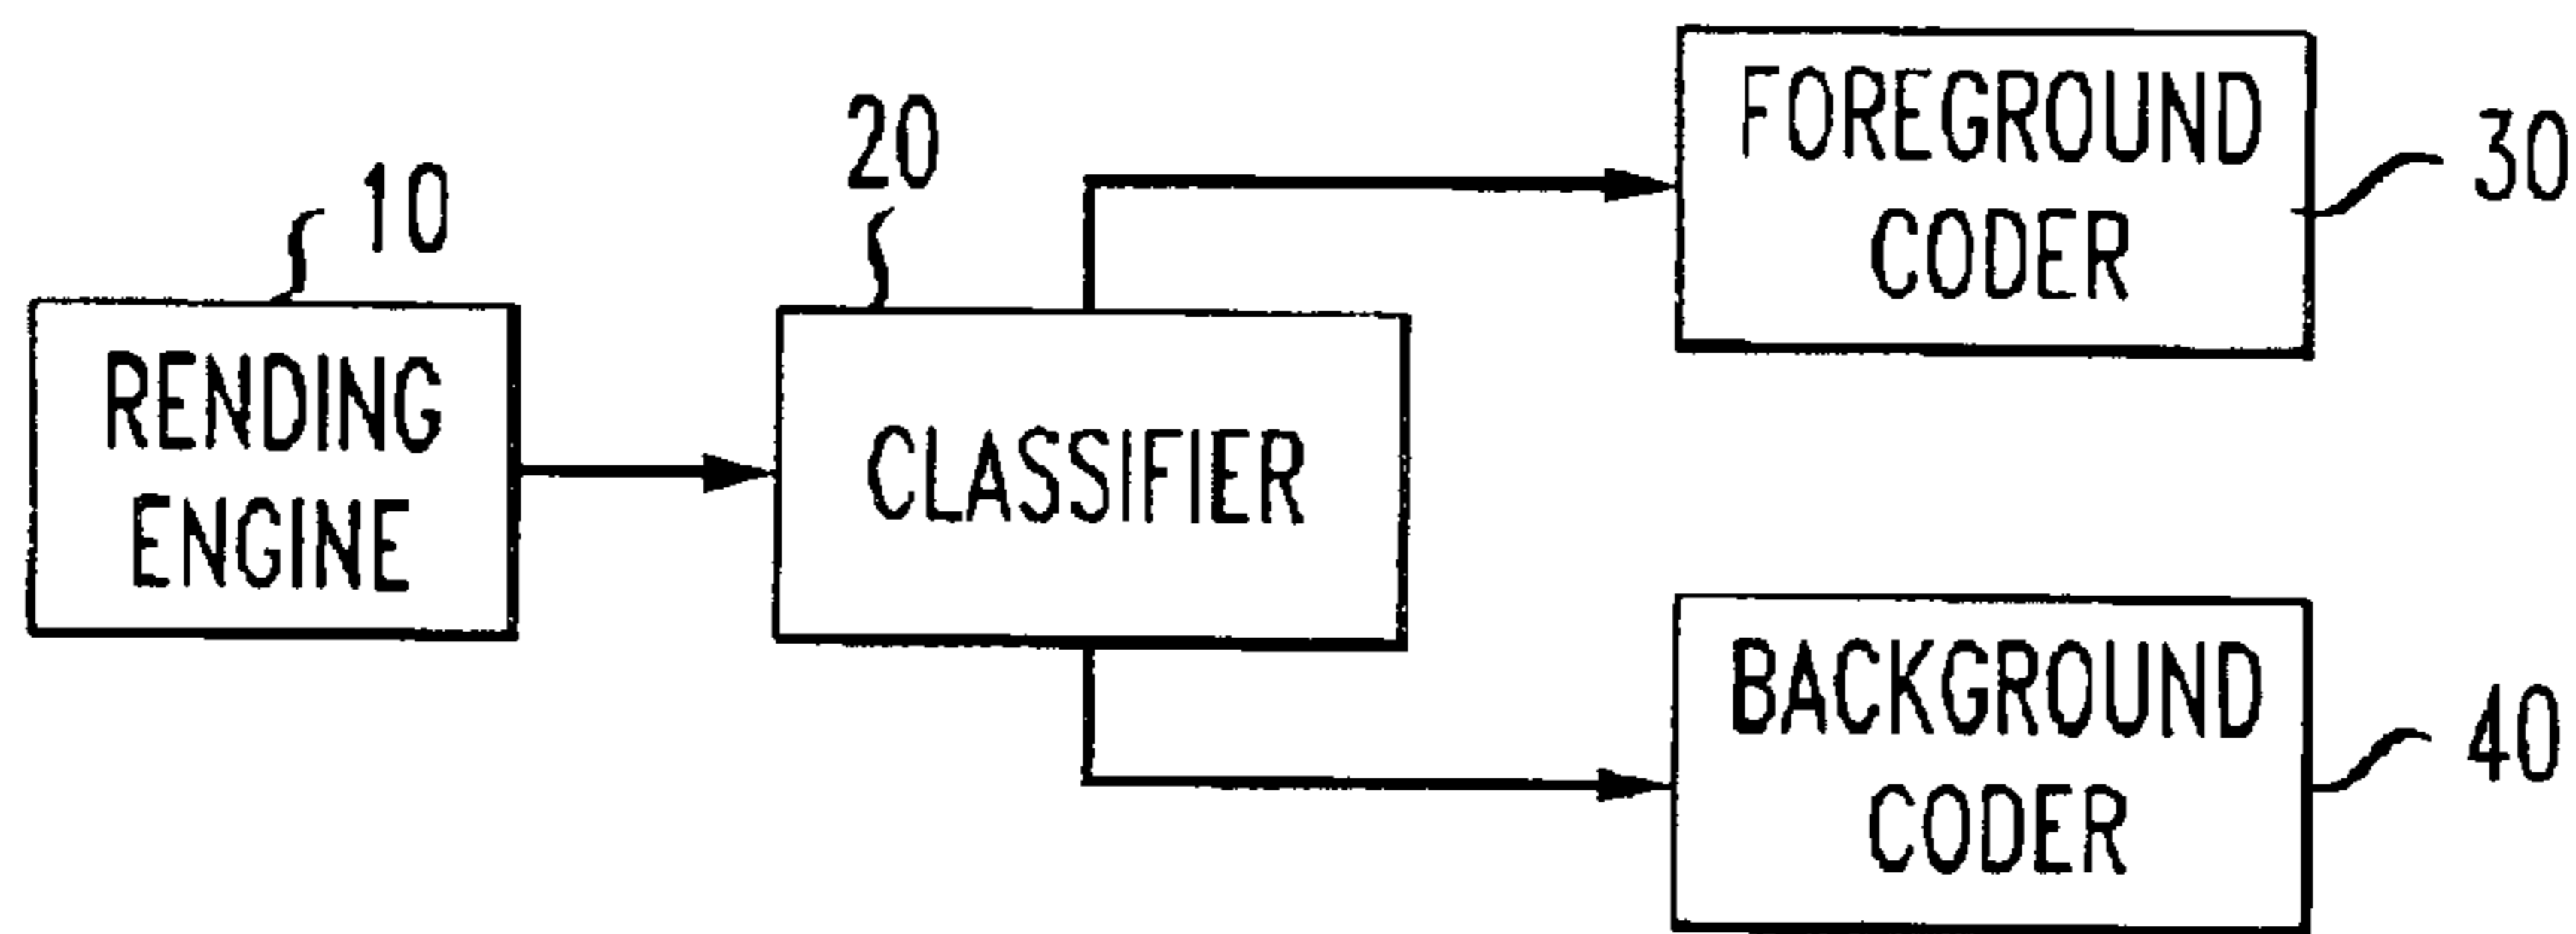 10
RENDING
ENGINE
20
CLASSIFIER
FOREGROUND
CODER
30
BACKGROUND
CODER
40